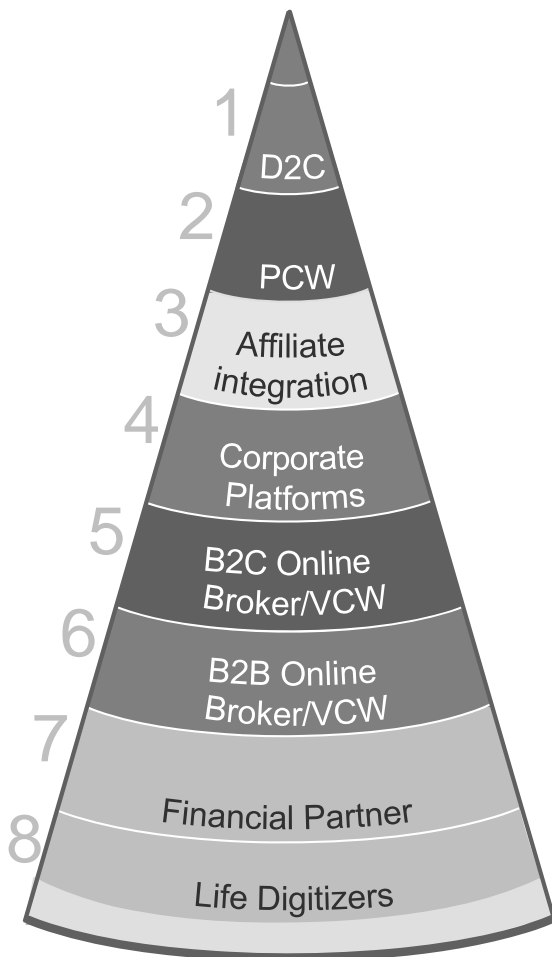 1
D2C
2
PCW
3
Affiliate
integration
4
Corporate
Platforms
5
B2C Online
Broker/VCW
6
B2B Online
Broker/VCW
7
Financial Partner
8
Life Digitizers